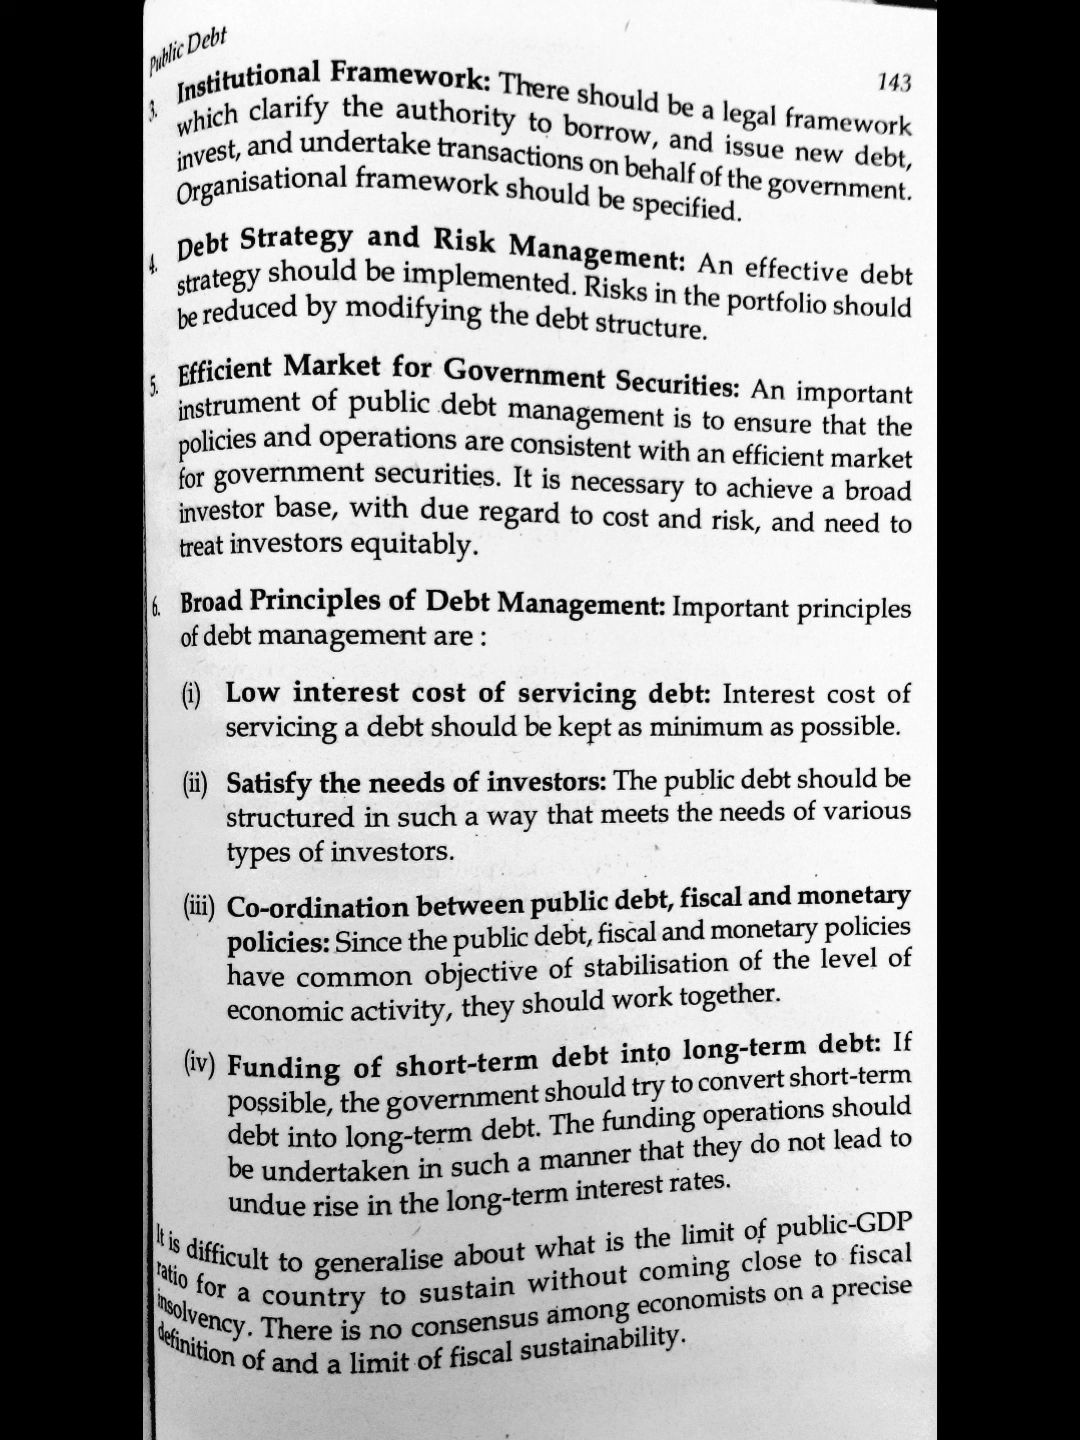 Public Debt
143
3. Institutional Framework: There should be a legal framework
which clarify the authority to borrow, and issue new debt,
invest, and undertake transactions on behalf of the government.
Organisational framework should be specified.
4. Debt Strategy and Risk Management: An effective debt
strategy should be implemented. Risks in the portfolio should
be reduced by modifying the debt structure.
5. Efficient Market for Government Securities: An important
instrument of public debt management is to ensure that the
policies and operations are consistent with an efficient market
for government securities. It is necessary to achieve a broad
investor base, with due regard to cost and risk, and need to
treat investors equitably.
6. Broad Principles of Debt Management: Important principles
of debt management are :
(i) Low interest cost of servicing debt: Interest cost of
servicing a debt should be kept as minimum as possible.
(ii) Satisfy the needs of investors: The public debt should be
structured in such a way that meets the needs of various
types of investors.
(iii) Co-ordination between public debt, fiscal and monetary
policies: Since the public debt, fiscal and monetary policies
have common objective of stabilisation of the level of
economic activity, they should work together.
(iv) Funding of short-term debt into long-term debt: If
possible, the government should try to convert short-term
debt into long-term debt. The funding operations should
be undertaken in such a manner that they do not lead to
undue rise in the long-term interest rates.
It is difficult to generalise about what is the limit of public-GDP
ratio for a country to sustain without coming close to fiscal
insolvency. There is no consensus among economists on a precise
definition of and a limit of fiscal sustainability.